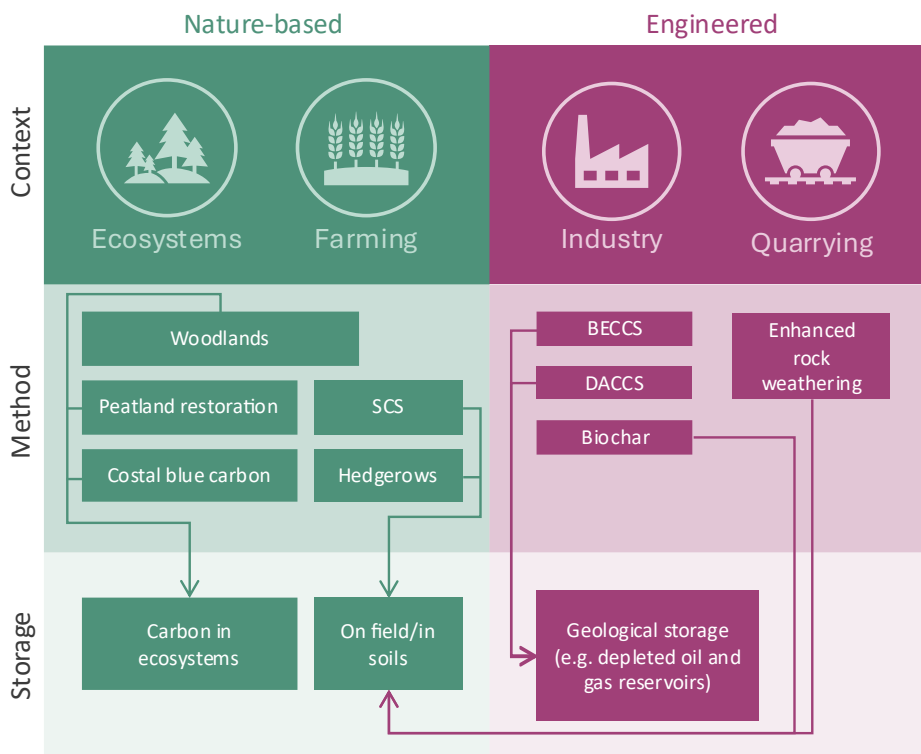 Nature-based
Engineered
Context
Ecosystems
Farming
Industry
Quarrying
Method
Woodlands
Peatland restoration
Costal blue carbon
SCS
Hedgerows
BECCS
DACCS
Biochar
Enhanced
rock
weathering
Storage
Carbon in
ecosystems
On field/in
soils
Geological storage
(e.g. depleted oil and
gas reservoirs)